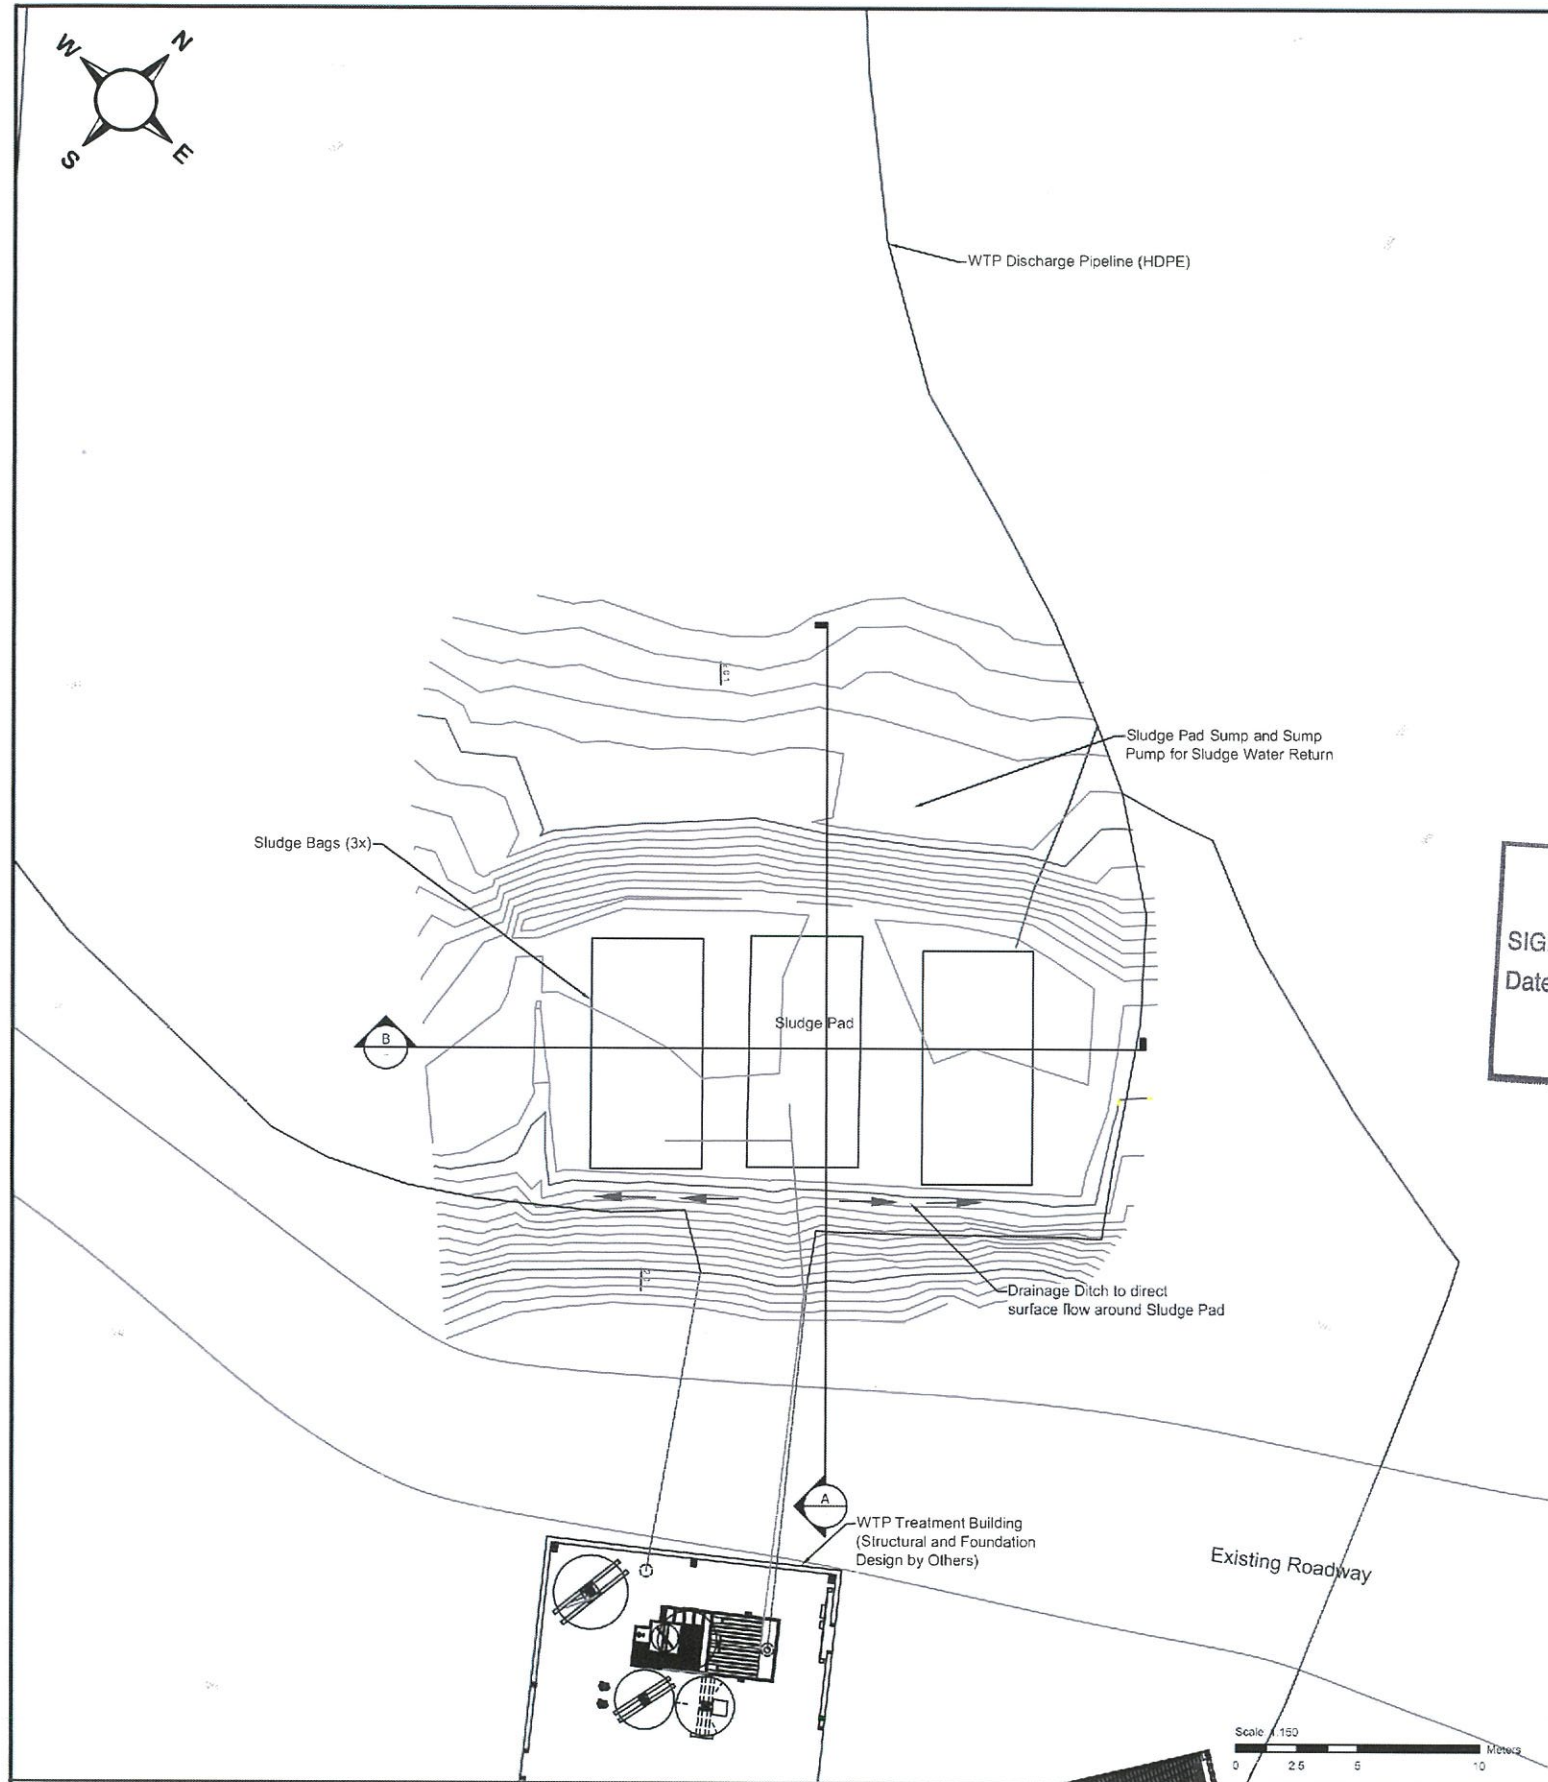 W
N
S
E
WTP Discharge Pipeline (HDPE)
Sludge Pad Sump and Sump
Pump for Sludge Water Return
Sludge Bags (3x)
SIG
Date
Sludge Pad
B
Drainage Ditch to direct
surface flow around Sludge Pad
A
WTP Treatment Building
(Structural and Foundation
Design by Others)
Existing Roadway
Scale 1:150
Meters
0 2.5 5 10